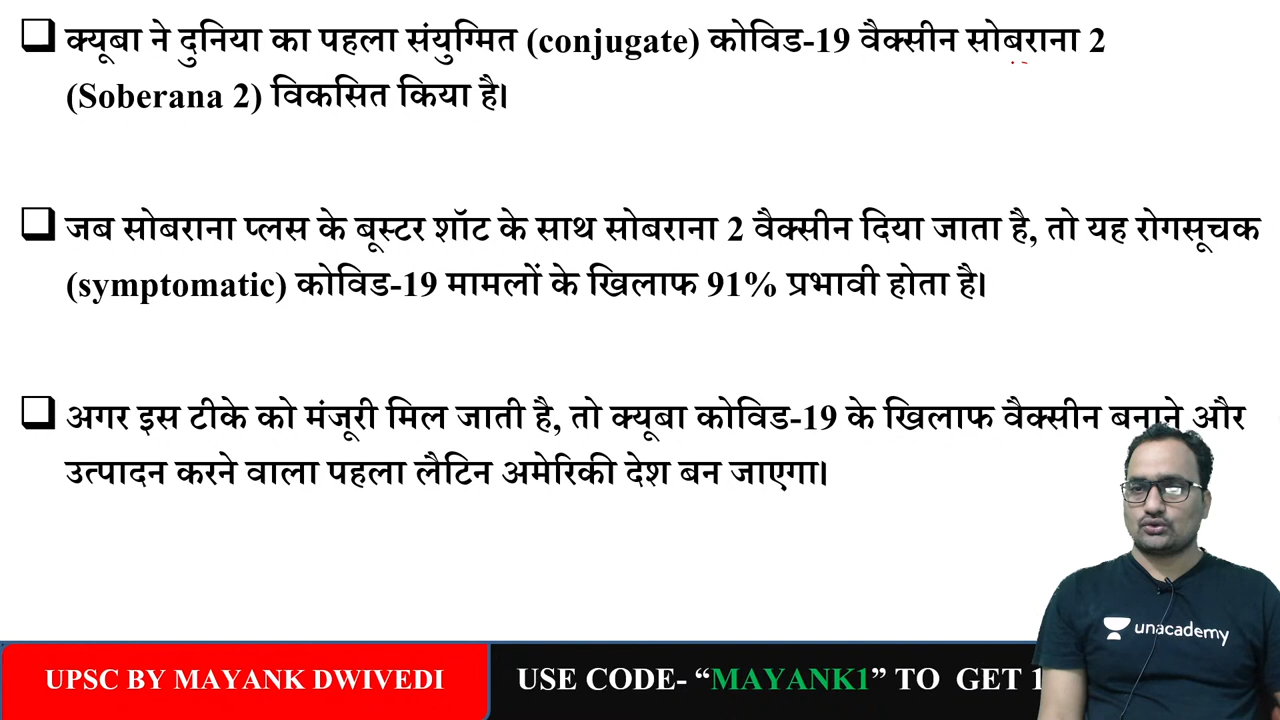 क्यूबा ने दुनिया का पहला संयुग्मित (conjugate) कोविड-19 वैक्सीन सोबराना 2
(Soberana 2) विकसित किया है।
जब सोबराना प्लस के बूस्टर शॉट के साथ सोबराना 2 वैक्सीन दिया जाता है, तो यह रोगसूचक
(symptomatic) कोविड-19 मामलों के खिलाफ 91% प्रभावी होता है।
अगर इस टीके को मंजूरी मिल जाती है, तो क्यूबा कोविड-19 के खिलाफ वैक्सीन बनाने और
उत्पादन करने वाला पहला लैटिन अमेरिकी देश बन जाएगा।
unacademy
UPSC BY MAYANK DWIVEDI
USE CODE- “MAYANK1” TO GET 1